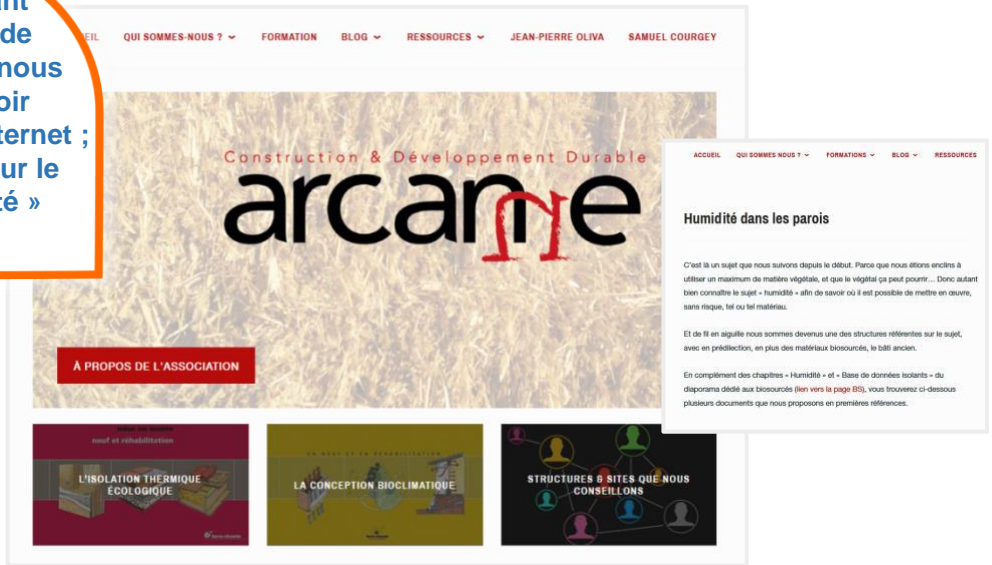 de
nous
oir
ternet ;
ur le
té »
EIL QUI SOMMES-NOUS ? FORMATION BLOG RESSOURCES JEAN-PIERRE OLIVA SAMUEL COURGEY
Construction & Développement Durable
arcanne
À PROPOS DE L'ASSOCIATION
neuf et réhabilitation
L'ISOLATION THERMIQUE
ÉCOLOGIQUE
LA CONCEPTION BIOCLIMATIQUE
STRUCTURES & SITES QUE NOUS
CONSEILLONS
ACCUEIL QUI SOMMES NOUS ? FORMATIONS BLOG RESSOURCES
Humidité dans les parois
C'est là un sujet que nous suivons depuis le début. Parce que nous étions enclins à
utiliser un maximum de matière végétale, et que le végétal ça peut pourrir… Donc autant
bien connaître le sujet « humidité » afin de savoir où il est possible de mettre en œuvre,
sans risque, tel ou tel matériau.
Et de fil en aiguille nous sommes devenus une des structures référentes sur le sujet,
avec en prédilection, en plus des matériaux biosourcés, le bâti ancien.
En complément des chapitres « Humidité » et « Base de données isolants » du
diaporama dédié aux biosourcés (lien vers la page BS), vous trouverez ci-dessous
plusieurs documents que nous proposons en premières références.